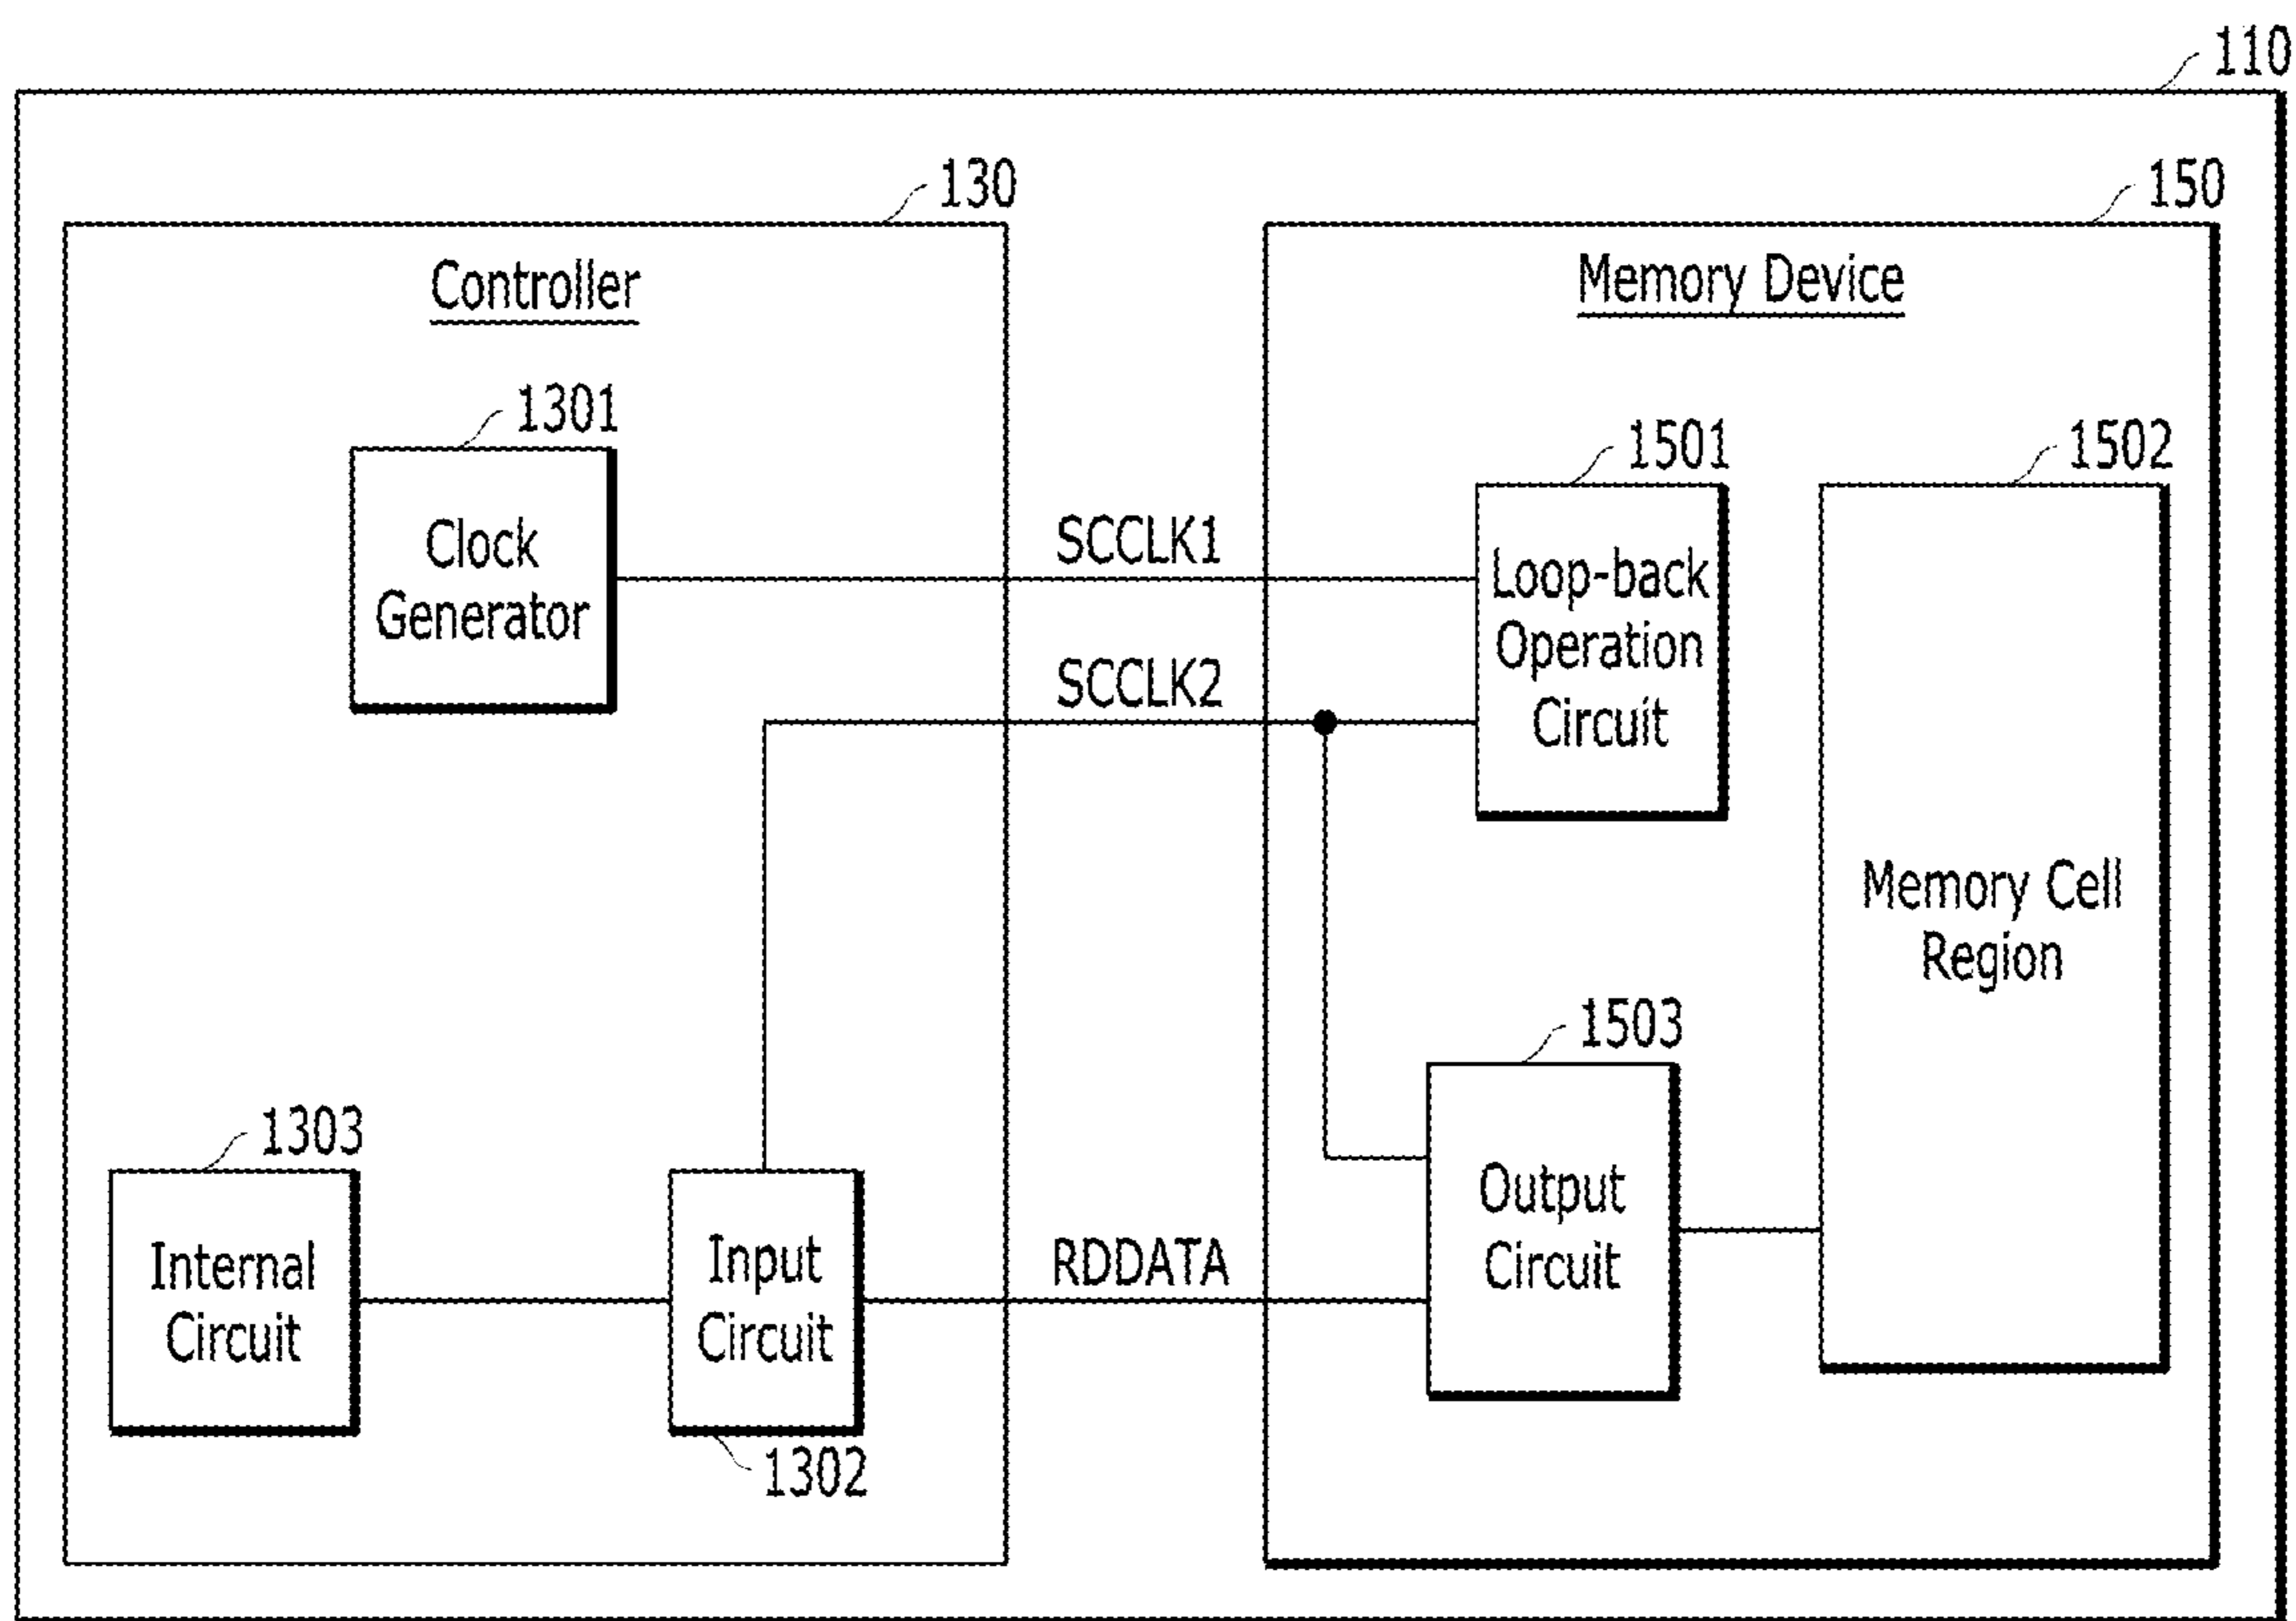 110
130
150
Controller
Memory Device
1301
1501
1502
Clock
Generator
SCCLK1
Loop-back
Operation
Circuit
SCCLK2
Memory Cell
Region
1503
1303
Output
Circuit
Internal
Circuit
Input
Circuit
RDDATA
1302